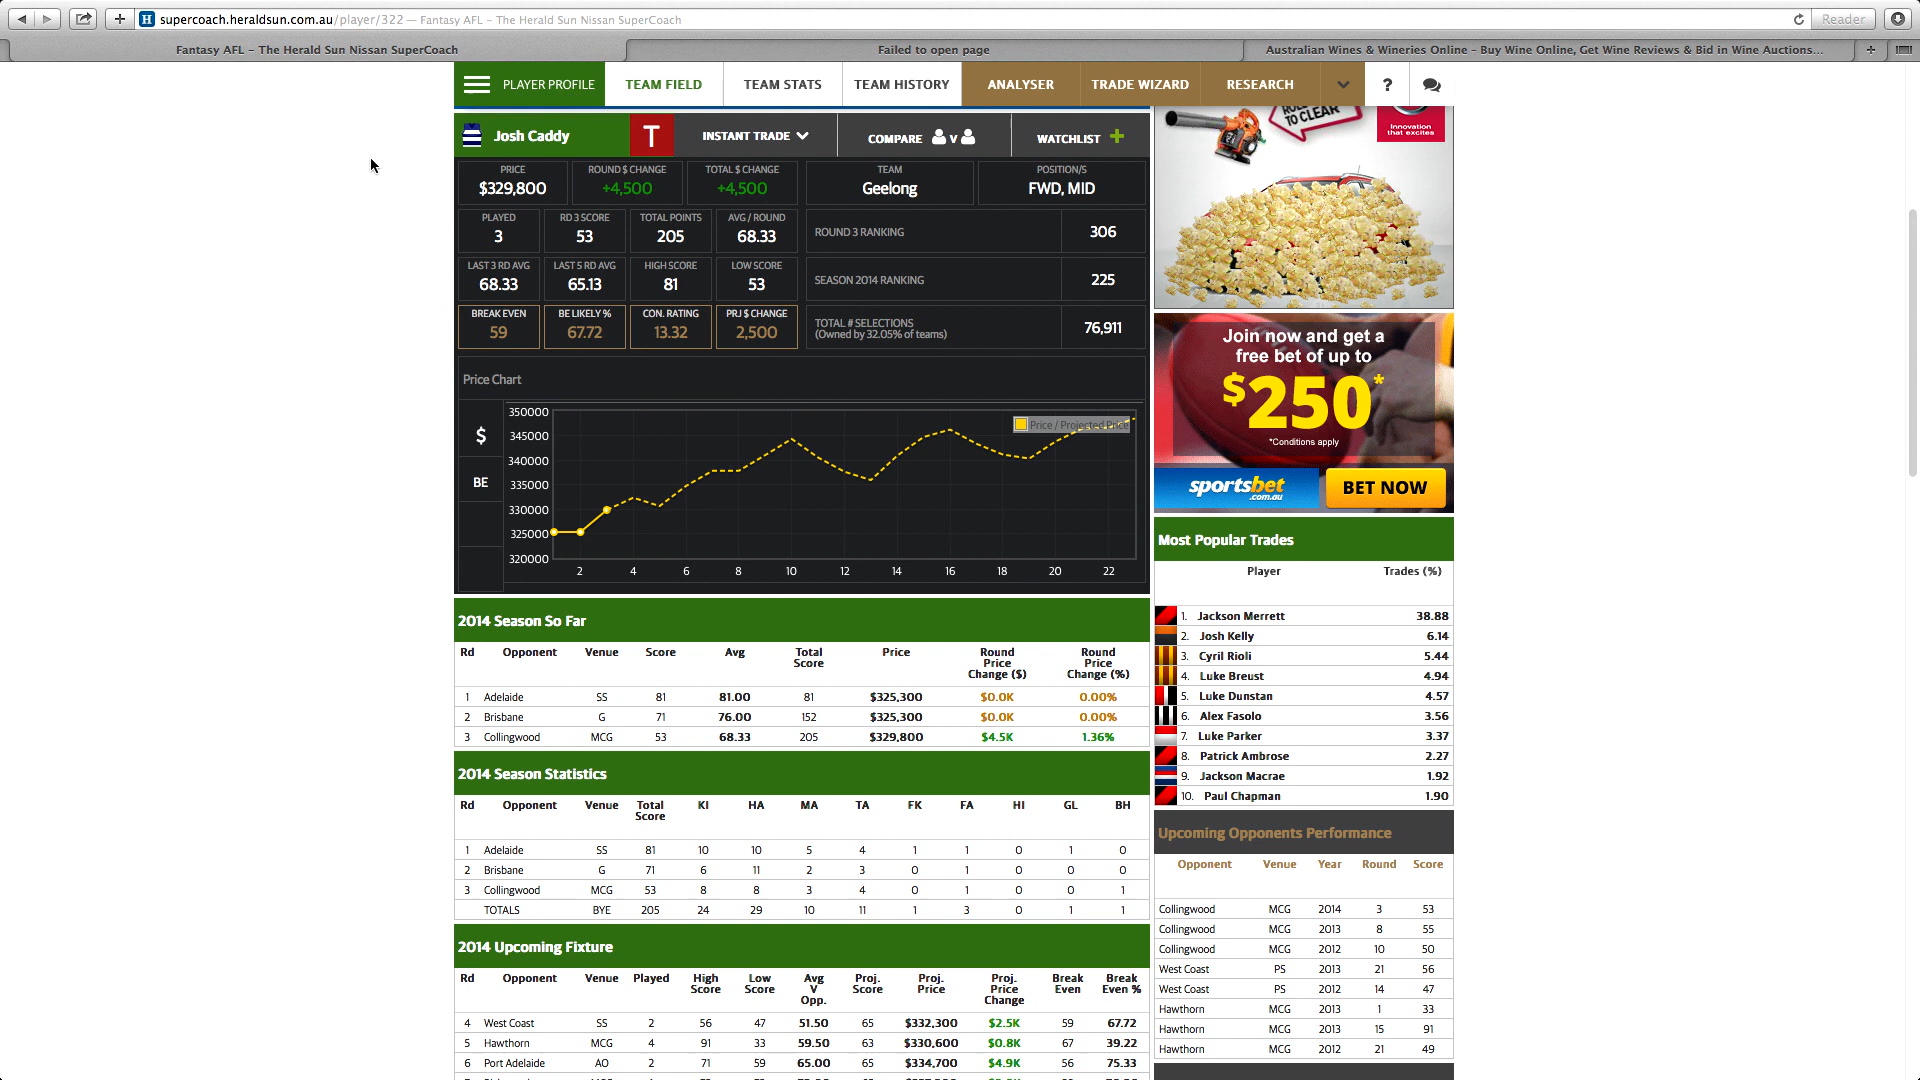 supercoach.heraldsun.com.au/player/322 — Fantasy AFL – The Herald Sun Nissan SuperCoach
Reader
Fantasy AFL – The Herald Sun Nissan SuperCoach
Failed to open page
Australian Wines & Wineries Online – Buy Wine Online, Get Wine Reviews & Bid in Wine Auctions...
PLAYER PROFILE TEAM FIELD TEAM STATS TEAM HISTORY ANALYSER TRADE WIZARD RESEARCH ?
Josh Caddy T INSTANT TRADE COMPARE V WATCHLIST
PRICE ROUND $ CHANGE TOTAL $ CHANGE TEAM POSITION/S
$329,800 +4,500 +4,500 Geelong FWD, MID
PLAYED RD 3 SCORE TOTAL POINTS AVG / ROUND
3 53 205 68.33
ROUND 3 RANKING 306
LAST 3 RD AVG LAST 5 RD AVG HIGH SCORE LOW SCORE
68.33 65.13 81 53
SEASON 2014 RANKING 225
BREAK EVEN BE LIKELY % CON. RATING PRJ $ CHANGE
59 67.72 13.32 2,500
TOTAL # SELECTIONS
(Owned by 32.05% of teams)
76,911
Price Chart
$
BE
350000
345000
340000
335000
330000
325000
320000
Price / Projected Price
2 4 6 8 10 12 14 16 18 20 22
2014 Season So Far
Rd Opponent Venue Score Avg Total Score Price Round Price Change ($) Round Price Change (%)
1 Adelaide SS 81 81.00 81 $325,300 $0.0K 0.00%
2 Brisbane G 71 76.00 152 $325,300 $0.0K 0.00%
3 Collingwood MCG 53 68.33 205 $329,800 $4.5K 1.36%
2014 Season Statistics
Rd Opponent Venue Total Score KI HA MA TA FK FA HI GL BH
1 Adelaide SS 81 10 10 5 4 1 1 0 1 0
2 Brisbane G 71 6 11 2 3 0 1 0 0 0
3 Collingwood MCG 53 8 8 3 4 0 1 0 0 1
TOTALS BYE 205 24 29 10 11 1 3 0 1 1
2014 Upcoming Fixture
Rd Opponent Venue Played High Score Low Score Avg V Opp. Proj. Score Proj. Price Proj. Price Change Break Even Break Even %
4 West Coast SS 2 56 47 51.50 65 $332,300 $2.5K 59 67.72
5 Hawthorn MCG 4 91 33 59.50 63 $330,600 $0.8K 67 39.22
6 Port Adelaide AO 2 71 59 65.00 65 $334,700 $4.9K 56 75.33
TO CLEAR
Innovation
that excites
Join now and get a
free bet of up to
$250*
*Conditions apply
sportsbet
.com.au
BET NOW
Most Popular Trades
Player Trades (%)
1. Jackson Merrett 38.88
2. Josh Kelly 6.14
3. Cyril Rioli 5.44
4. Luke Breust 4.94
5. Luke Dunstan 4.57
6. Alex Fasolo 3.56
7. Luke Parker 3.37
8. Patrick Ambrose 2.27
9. Jackson Macrae 1.92
10. Paul Chapman 1.90
Upcoming Opponents Performance
Opponent Venue Year Round Score
Collingwood MCG 2014 3 53
Collingwood MCG 2013 8 55
Collingwood MCG 2012 10 50
West Coast PS 2013 21 56
West Coast PS 2012 14 47
Hawthorn MCG 2013 1 33
Hawthorn MCG 2013 15 91
Hawthorn MCG 2012 21 49